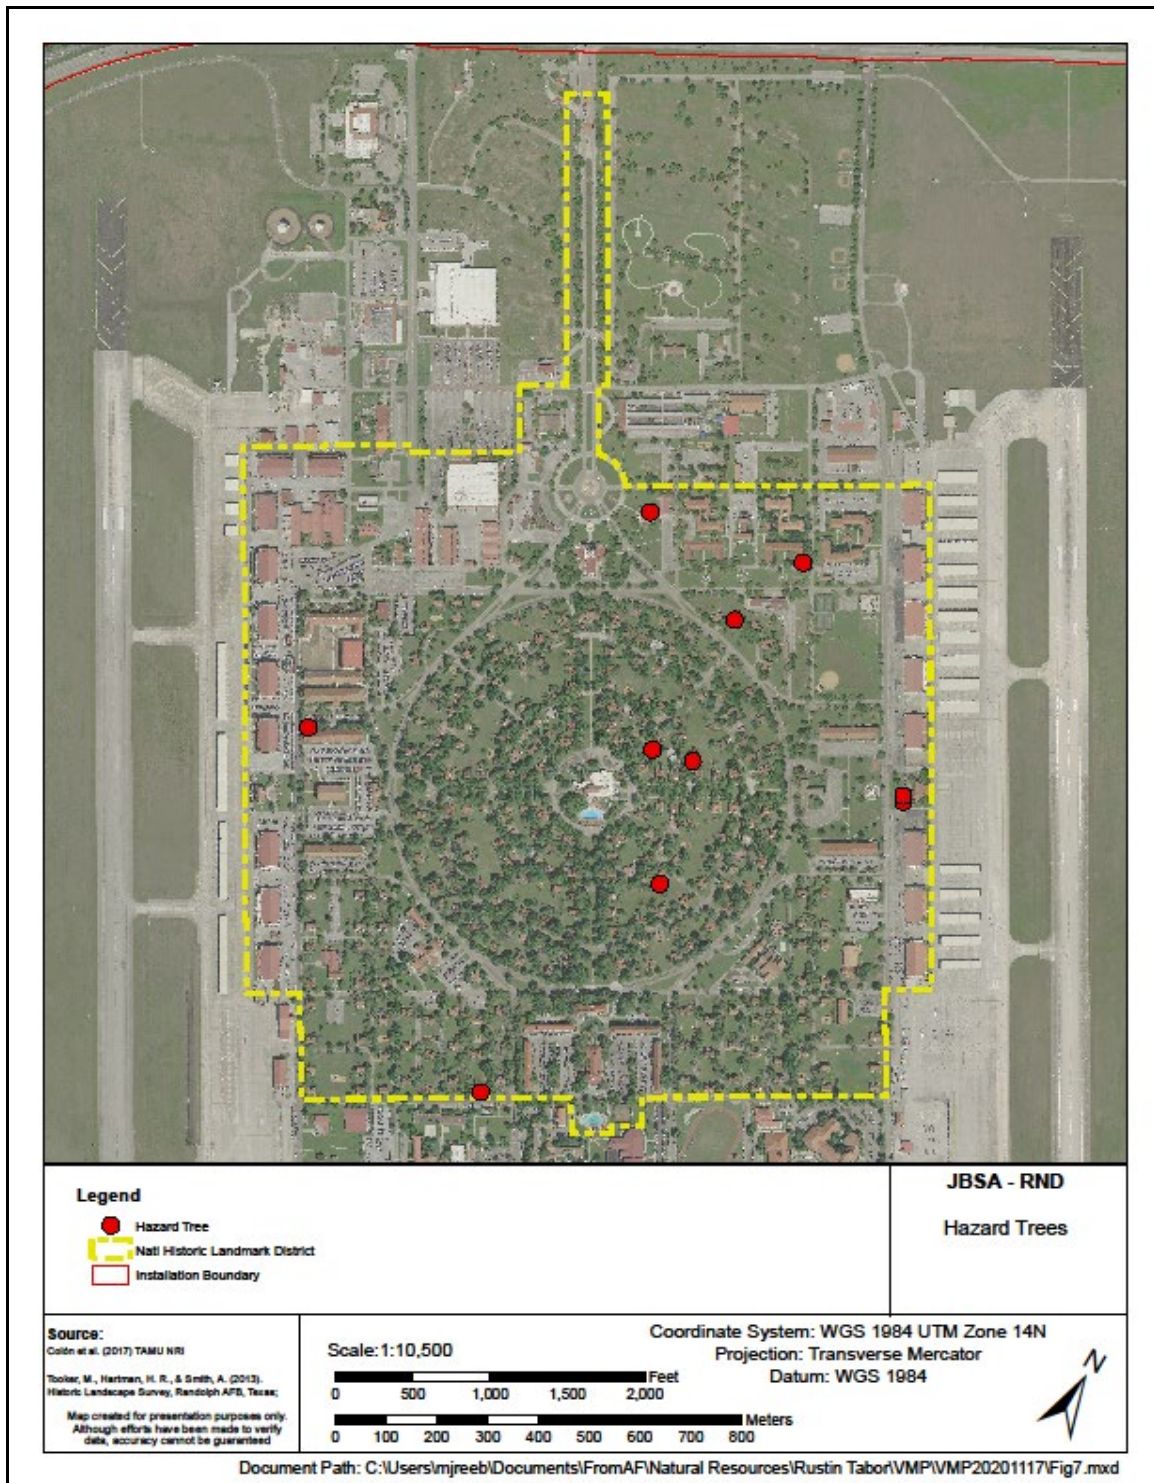 Legend
Hazard Tree
Natl Historic Landmark District
Installation Boundary
JBSA - RND
Hazard Trees
Source:
Colón et al. (2017) TAMU NRI
Tooker, M., Hartman, H. R., & Smith, A. (2013).
Historic Landscape Survey, Randolph AFB, Texas;
Map created for presentation purposes only.
Although efforts have been made to verify
data, accuracy cannot be guaranteed
Scale:1:10,500
Feet
0 500 1,000 1,500 2,000
Meters
0 100 200 300 400 500 600 700 800
Coordinate System: WGS 1984 UTM Zone 14N
Projection: Transverse Mercator
Datum: WGS 1984
N
Document Path: C:\Users\mjreeb\Documents\FromAF\Natural Resources\Rustin Tabor\VMP\VMP20201117\Fig7.mxd